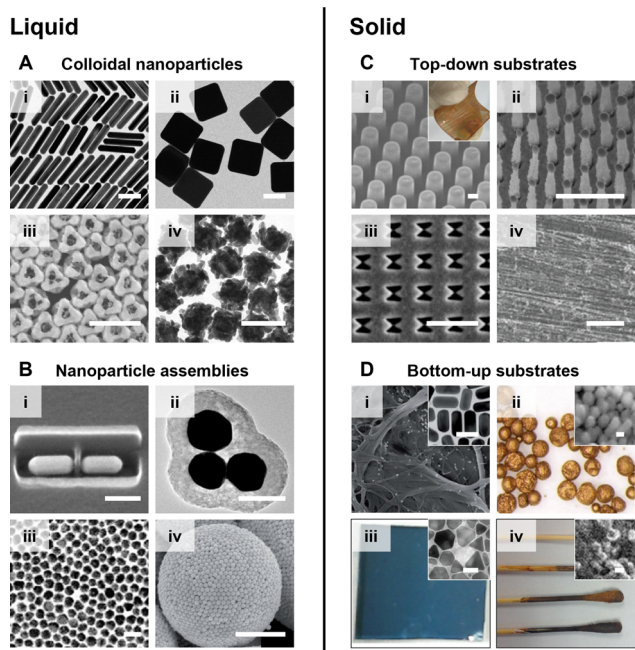 Liquid
Solid
A Colloidal nanoparticles
i
ii
iii
iv
B Nanoparticle assemblies
i
ii
iii
iv
C Top-down substrates
i
ii
iii
iv
D Bottom-up substrates
i
ii
iii
iv